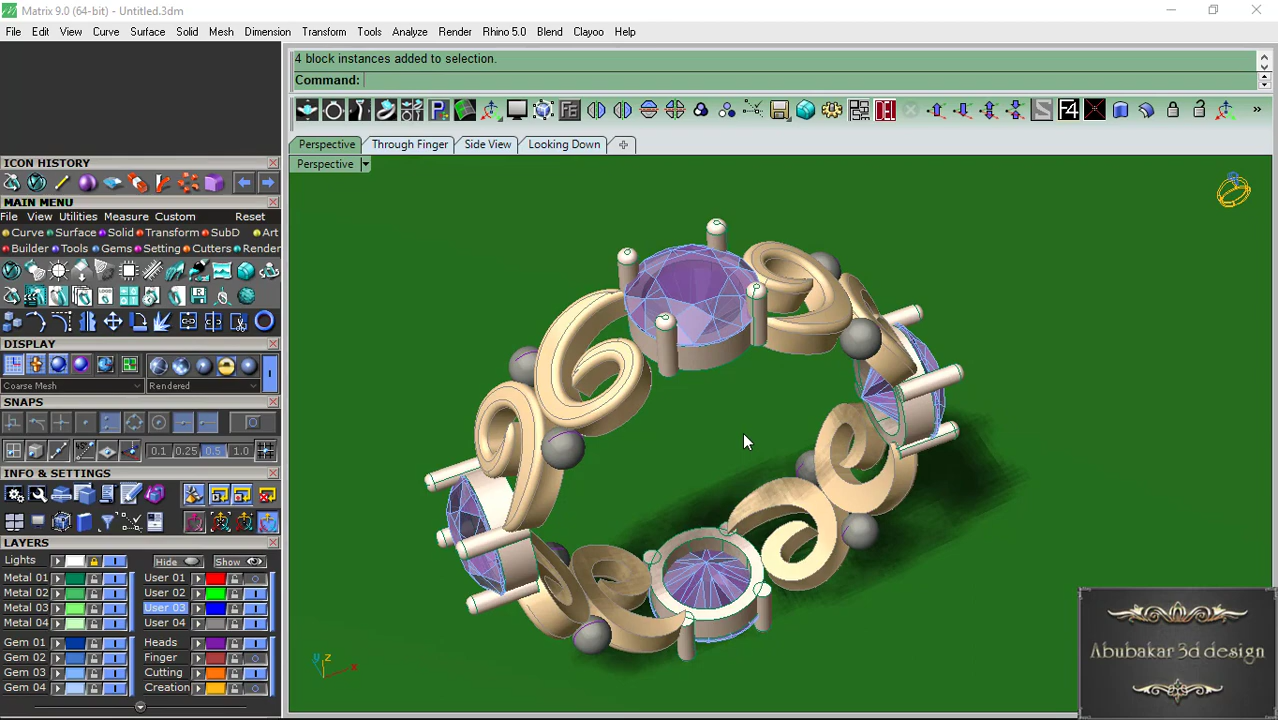 Matrix 9.0 (64-bit) - Untitled.3dm
File Edit View Curve Surface Solid Mesh Dimension Transform Tools Analyze Render Rhino 5.0 Blend Clayoo Help
4 block instances added to selection.
Command:
F4
Perspective Through Finger Side View Looking Down
Perspective
ICON HISTORY
MAIN MENU
File View Utilities Measure Custom Reset
Curve Surface Solid Transform SubD Art
Builder Tools Gems Setting Cutters Render
DISPLAY
Coarse Mesh Rendered
SNAPS
0.1 0.25 0.5 1.0
INFO & SETTINGS
LAYERS
Lights Hide Show
Metal 01 User 01
Metal 02 User 02
Metal 03 User 03
Metal 04 User 04
Gem 01 Heads
Gem 02 Finger
Gem 03 Cutting
Gem 04 Creation
y z x
Abubakar 3d design